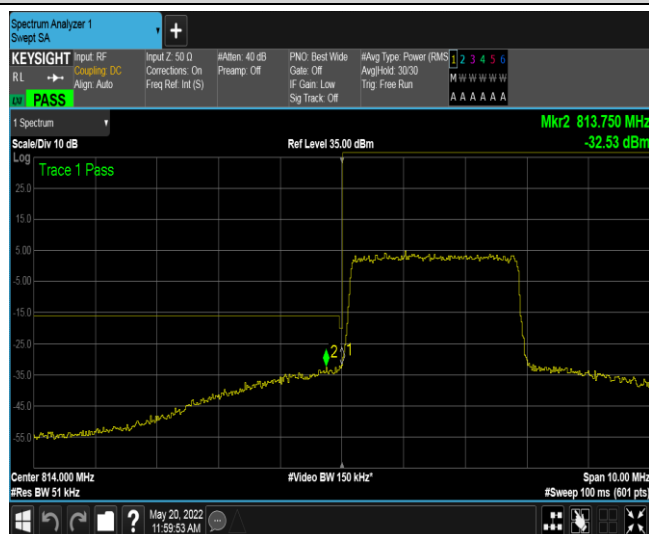 Spectrum Analyzer 1
Swept SA
+
KEYSIGHT
RL
PASS
Input: RF
Coupling: DC
Align: Auto
Input Z: 50 Ω
Corrections: On
Freq Ref: Int (S)
#Atten: 40 dB
Preamp: Off
PNO: Best Wide
Gate: Off
IF Gain: Low
Sig Track: Off
#Avg Type: Power (RMS
Avg|Hold: 30/30
Trig: Free Run
1 2 3 4 5 6
M W W W W W
A A A A A A
1 Spectrum
Mkr2 813.750 MHz
-32.53 dBm
Scale/Div 10 dB
Ref Level 35.00 dBm
Log
Trace 1 Pass
25.0
15.0
5.00
-5.00
-15.0
-25.0
2 1
-35.0
-45.0
-55.0
Center 814.000 MHz
#Video BW 150 kHz*
Span 10.00 MHz
#Res BW 51 kHz
#Sweep 100 ms (601 pts)
?
May 20, 2022
11:59:53 AM